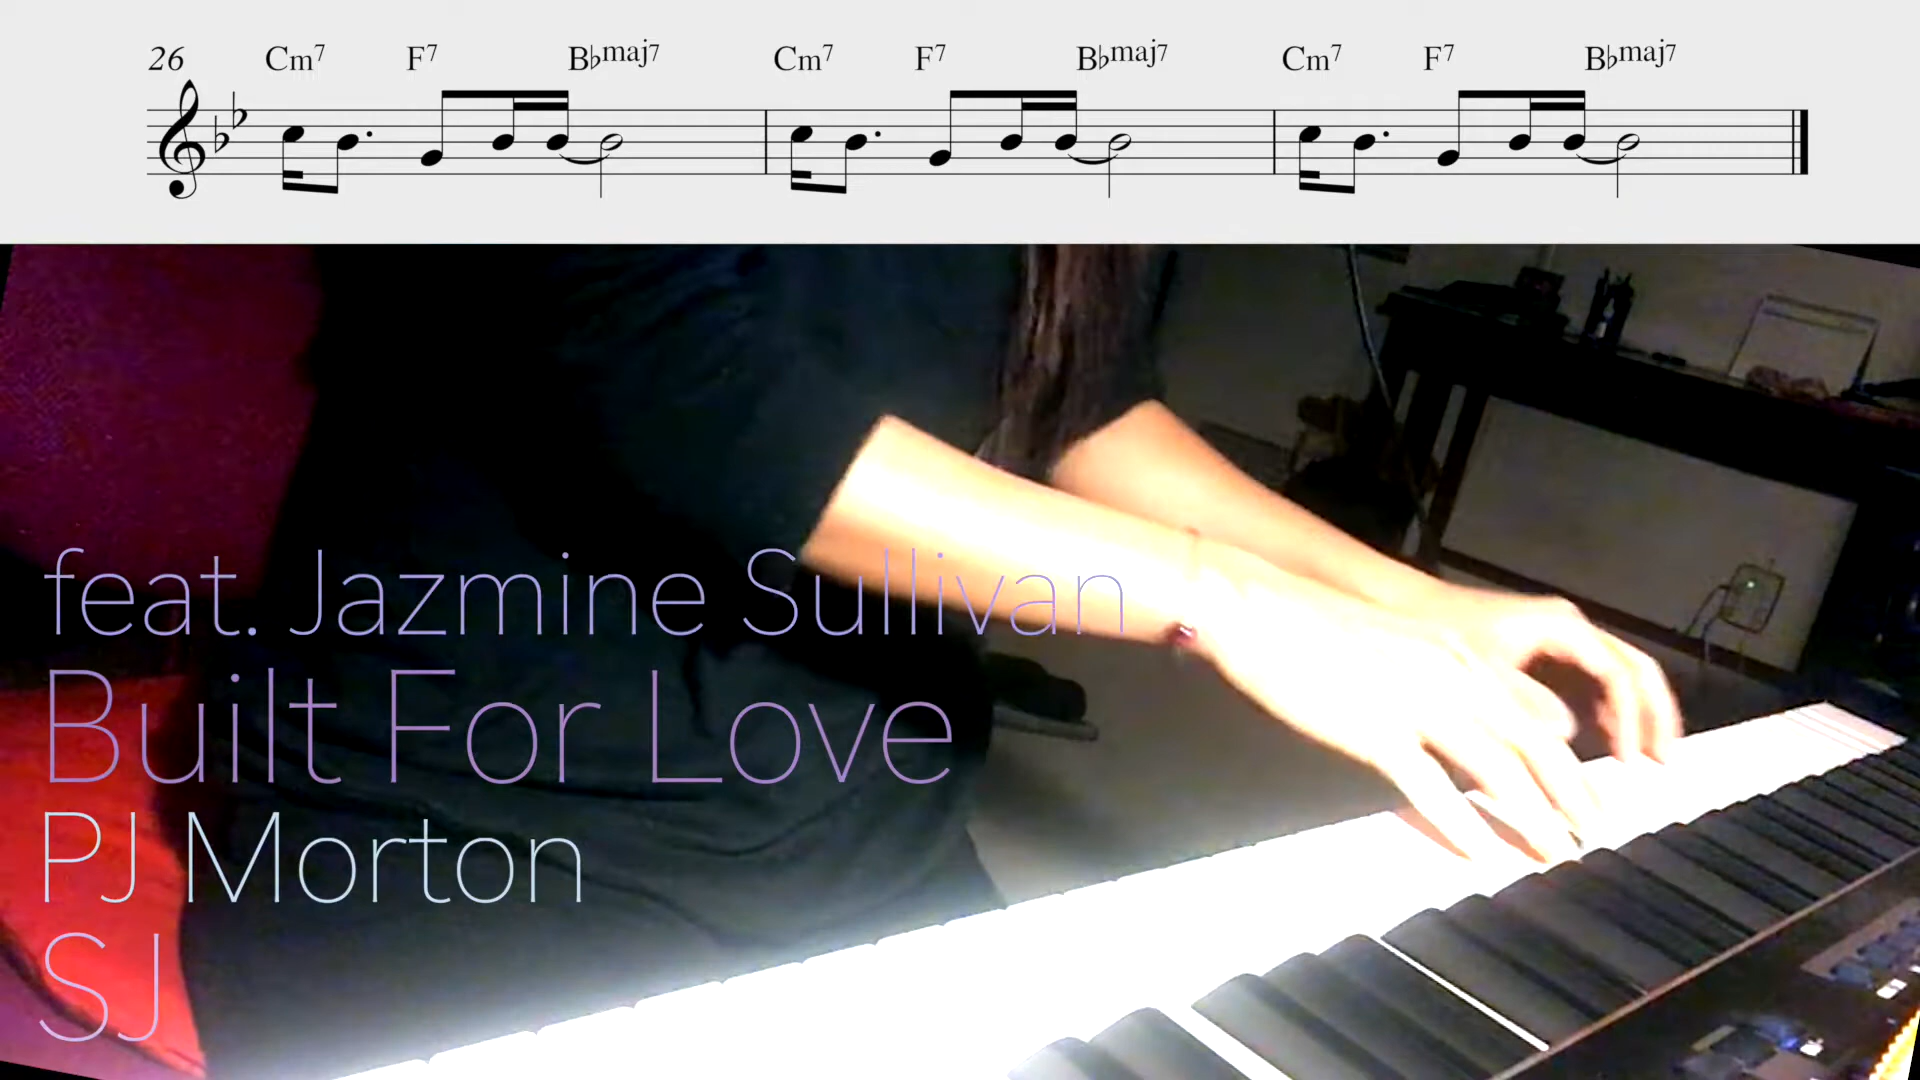 26 Cm7 F7 B♭maj7 Cm7 F7 B♭maj7 Cm7 F7 B♭maj7
feat. Jazmine Sullivan
Built For Love
PJ Morton
SJ